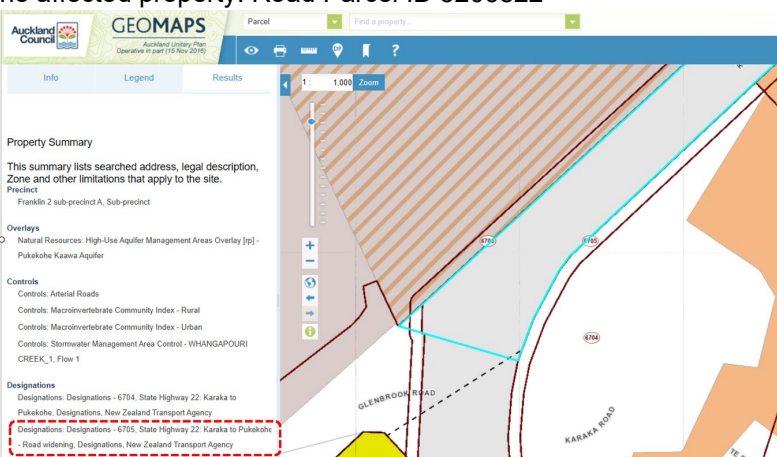 Auckland
Council
GEOMAPS
Auckland Unitary Plan
Operative in part (15 Nov 2016)
Parcel
Find a property...
DP
?
Info
Legend
Results
1 :
1,000
Zoom
Property Summary
This summary lists searched address, legal description,
Zone and other limitations that apply to the site.
Precinct
Franklin 2 sub-precinct A, Sub-precinct
Overlays
Natural Resources: High-Use Aquifer Management Areas Overlay [rp] -
Pukekohe Kaawa Aquifer
Controls
Controls: Arterial Roads
Controls: Macroinvertebrate Community Index - Rural
Controls: Macroinvertebrate Community Index - Urban
Controls: Stormwater Management Area Control - WHANGAPOURI
CREEK_1, Flow 1
Designations
Designations: Designations - 6704, State Highway 22: Karaka to
Pukekohe, Designations, New Zealand Transport Agency
Designations: Designations - 6705, State Highway 22: Karaka to Pukekohe
- Road widening, Designations, New Zealand Transport Agency
6705
6704
GLENBROOK ROAD
KARAKA ROAD